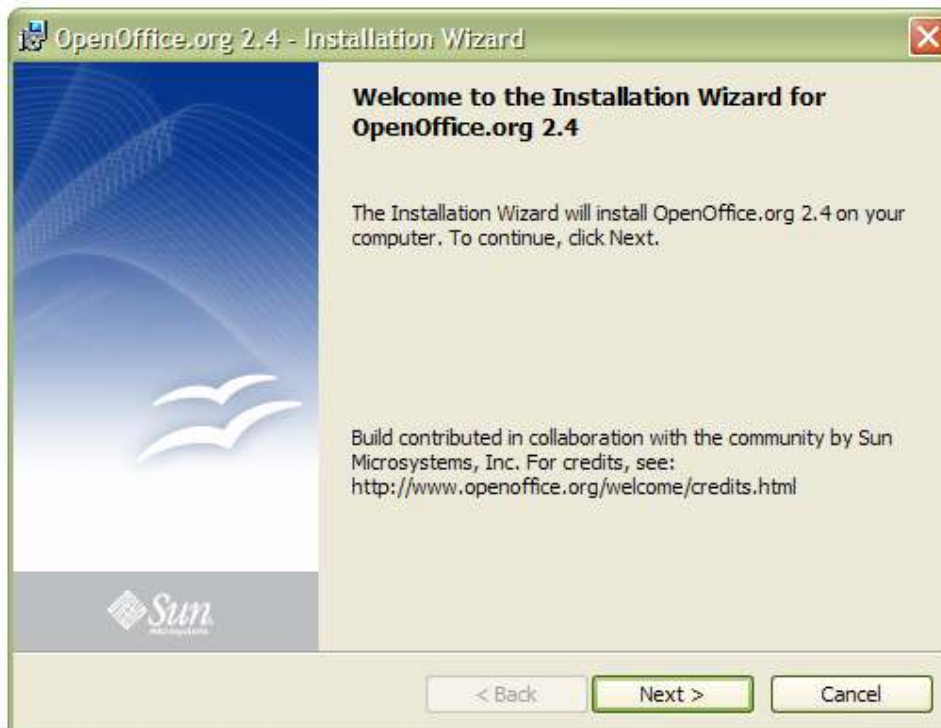 OpenOffice.org 2.4 - Installation Wizard
Welcome to the Installation Wizard for
OpenOffice.org 2.4
The Installation Wizard will install OpenOffice.org 2.4 on your
computer. To continue, click Next.
Build contributed in collaboration with the community by Sun
Microsystems, Inc. For credits, see:
http://www.openoffice.org/welcome/credits.html
Sun
microsystems
< Back
Next >
Cancel